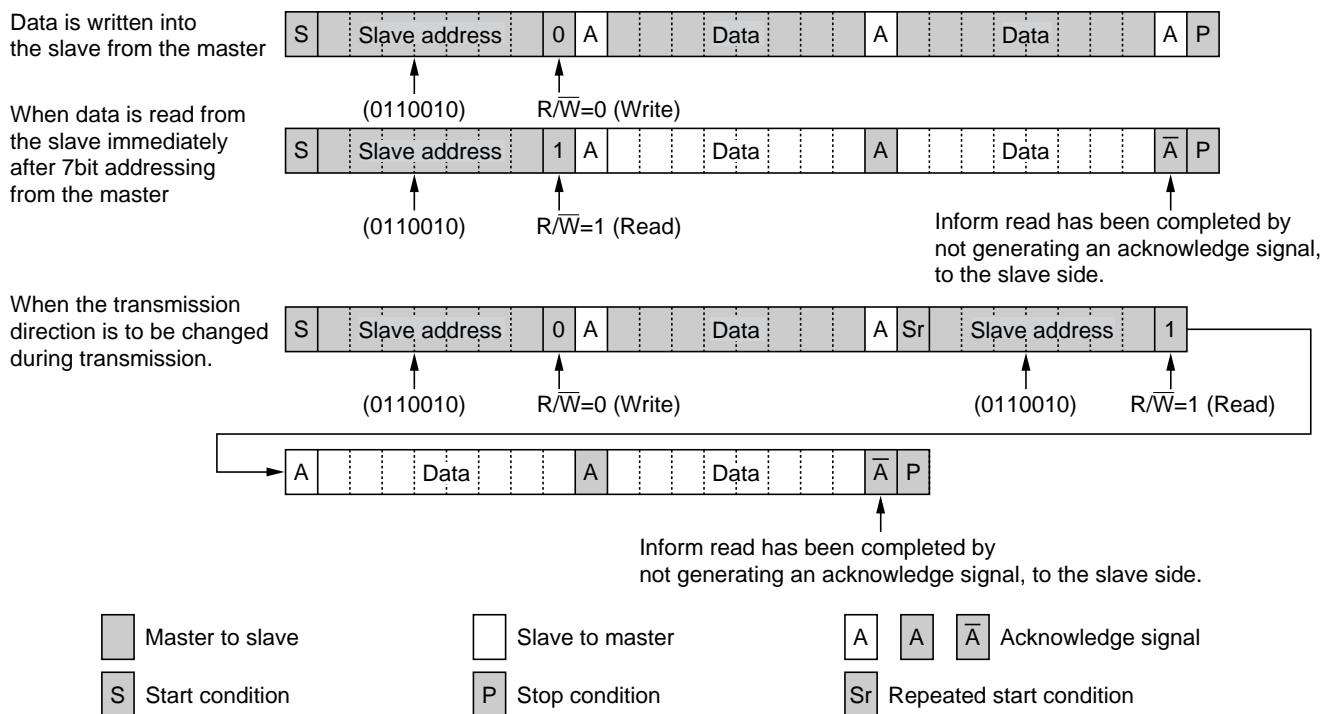 Data is written into
the slave from the master
S Slave address 0 A Data A Data A P
(0110010) R/W̅=0 (Write)
When data is read from
the slave immediately
after 7bit addressing
from the master
S Slave address 1 A Data A Data A̅ P
(0110010) R/W̅=1 (Read)
Inform read has been completed by
not generating an acknowledge signal,
to the slave side.
When the transmission
direction is to be changed
during transmission.
S Slave address 0 A Data A Sr Slave address 1
(0110010) R/W̅=0 (Write) (0110010) R/W̅=1 (Read)
A Data A Data A̅ P
Inform read has been completed by
not generating an acknowledge signal, to the slave side.
Master to slave Slave to master A A A̅ Acknowledge signal
S Start condition P Stop condition Sr Repeated start condition